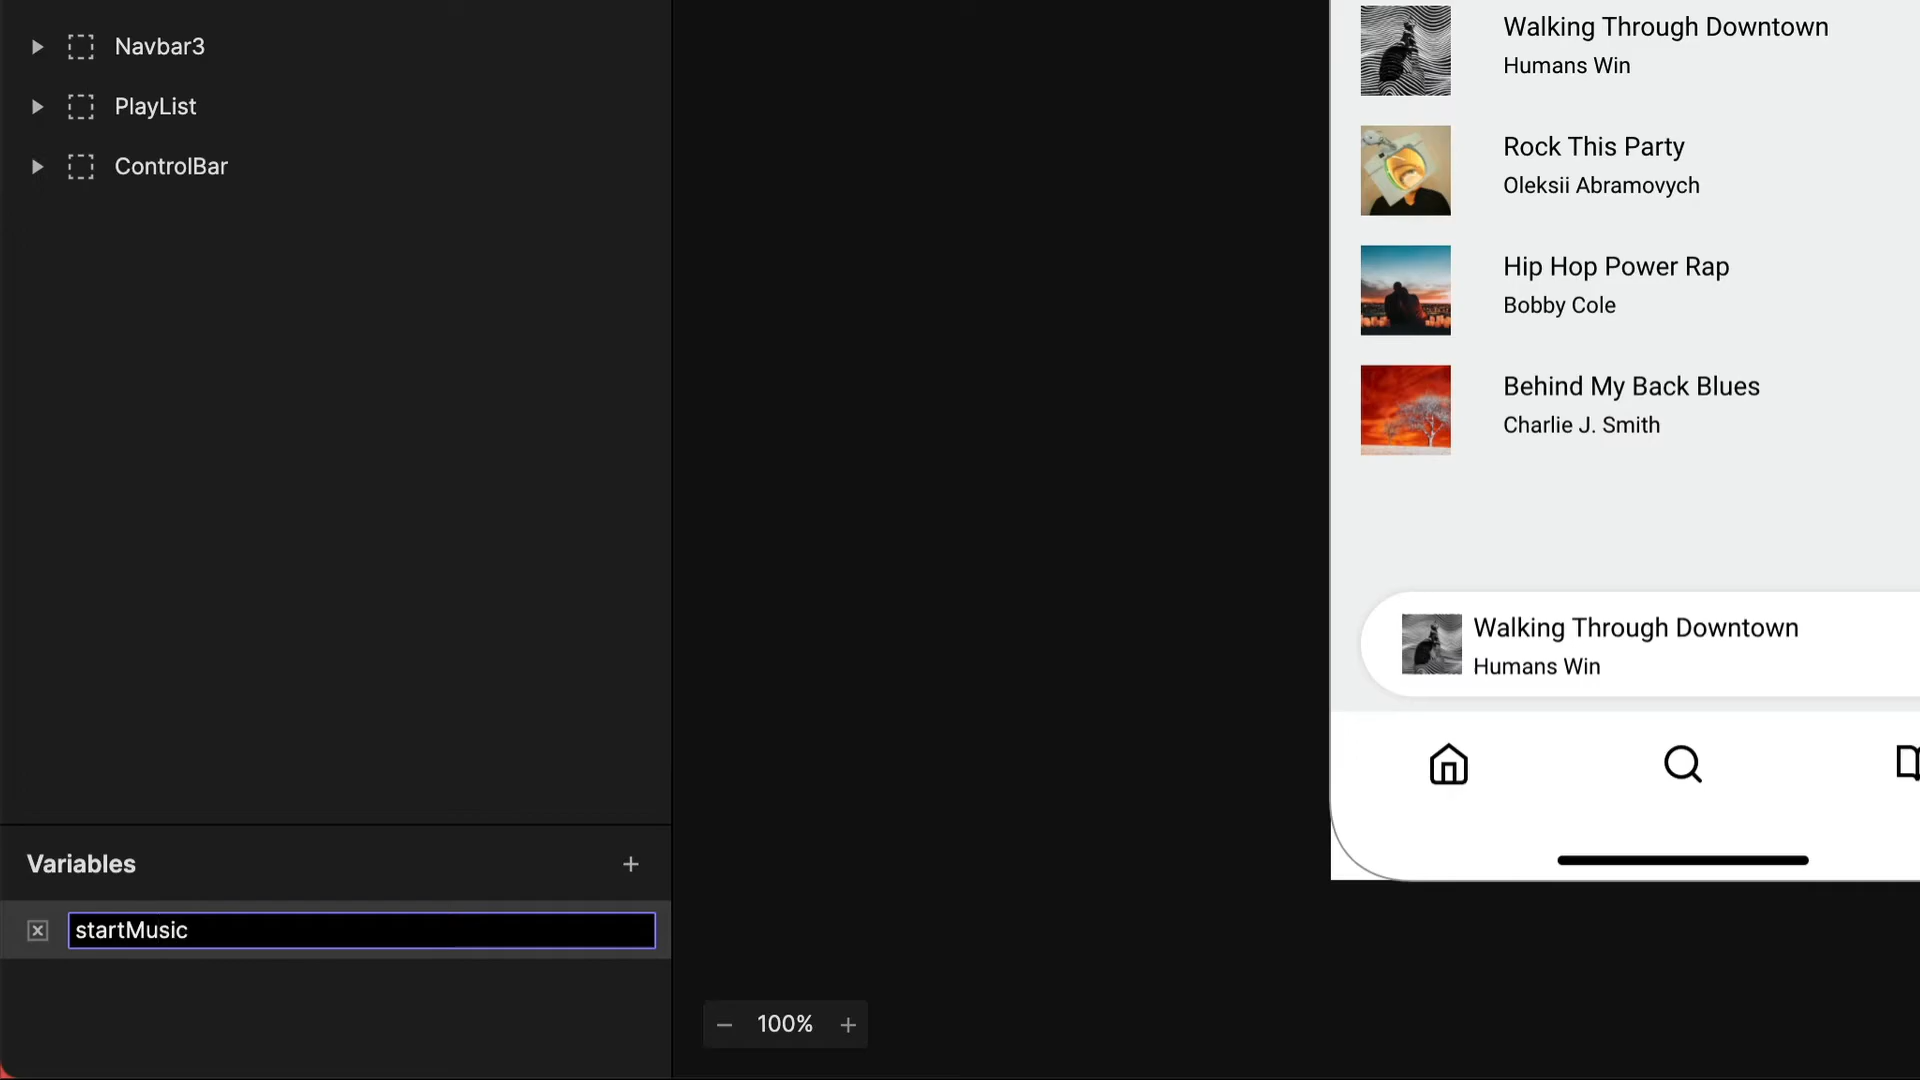 Navbar3
PlayList
ControlBar
Variables
startMusic
100%
Walking Through Downtown
Humans Win
Rock This Party
Oleksii Abramovych
Hip Hop Power Rap
Bobby Cole
Behind My Back Blues
Charlie J. Smith
Walking Through Downtown
Humans Win